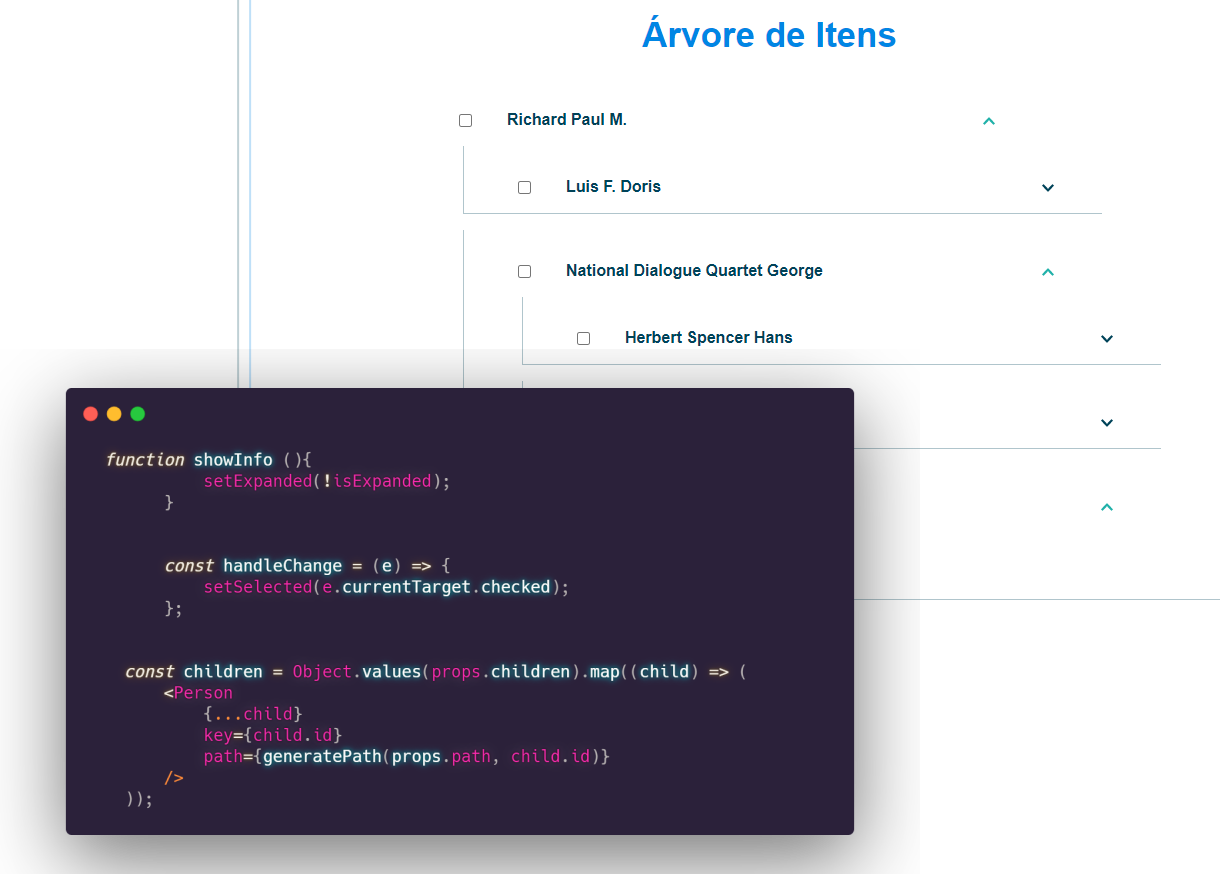 Árvore de Itens
Richard Paul M.
Luis F. Doris
National Dialogue Quartet George
Herbert Spencer Hans
function showInfo (){
setExpanded(!isExpanded);
}
const handleChange = (e) => {
setSelected(e.currentTarget.checked);
};
const children = Object.values(props.children).map((child) => (
<Person
{...child}
key={child.id}
path={generatePath(props.path, child.id)}
/>
));